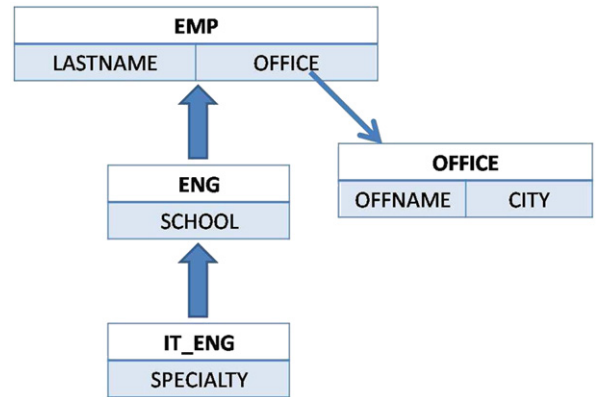 EMP
LASTNAME OFFICE
ENG
SCHOOL
OFFICE
OFFNAME CITY
IT_ENG
SPECIALTY